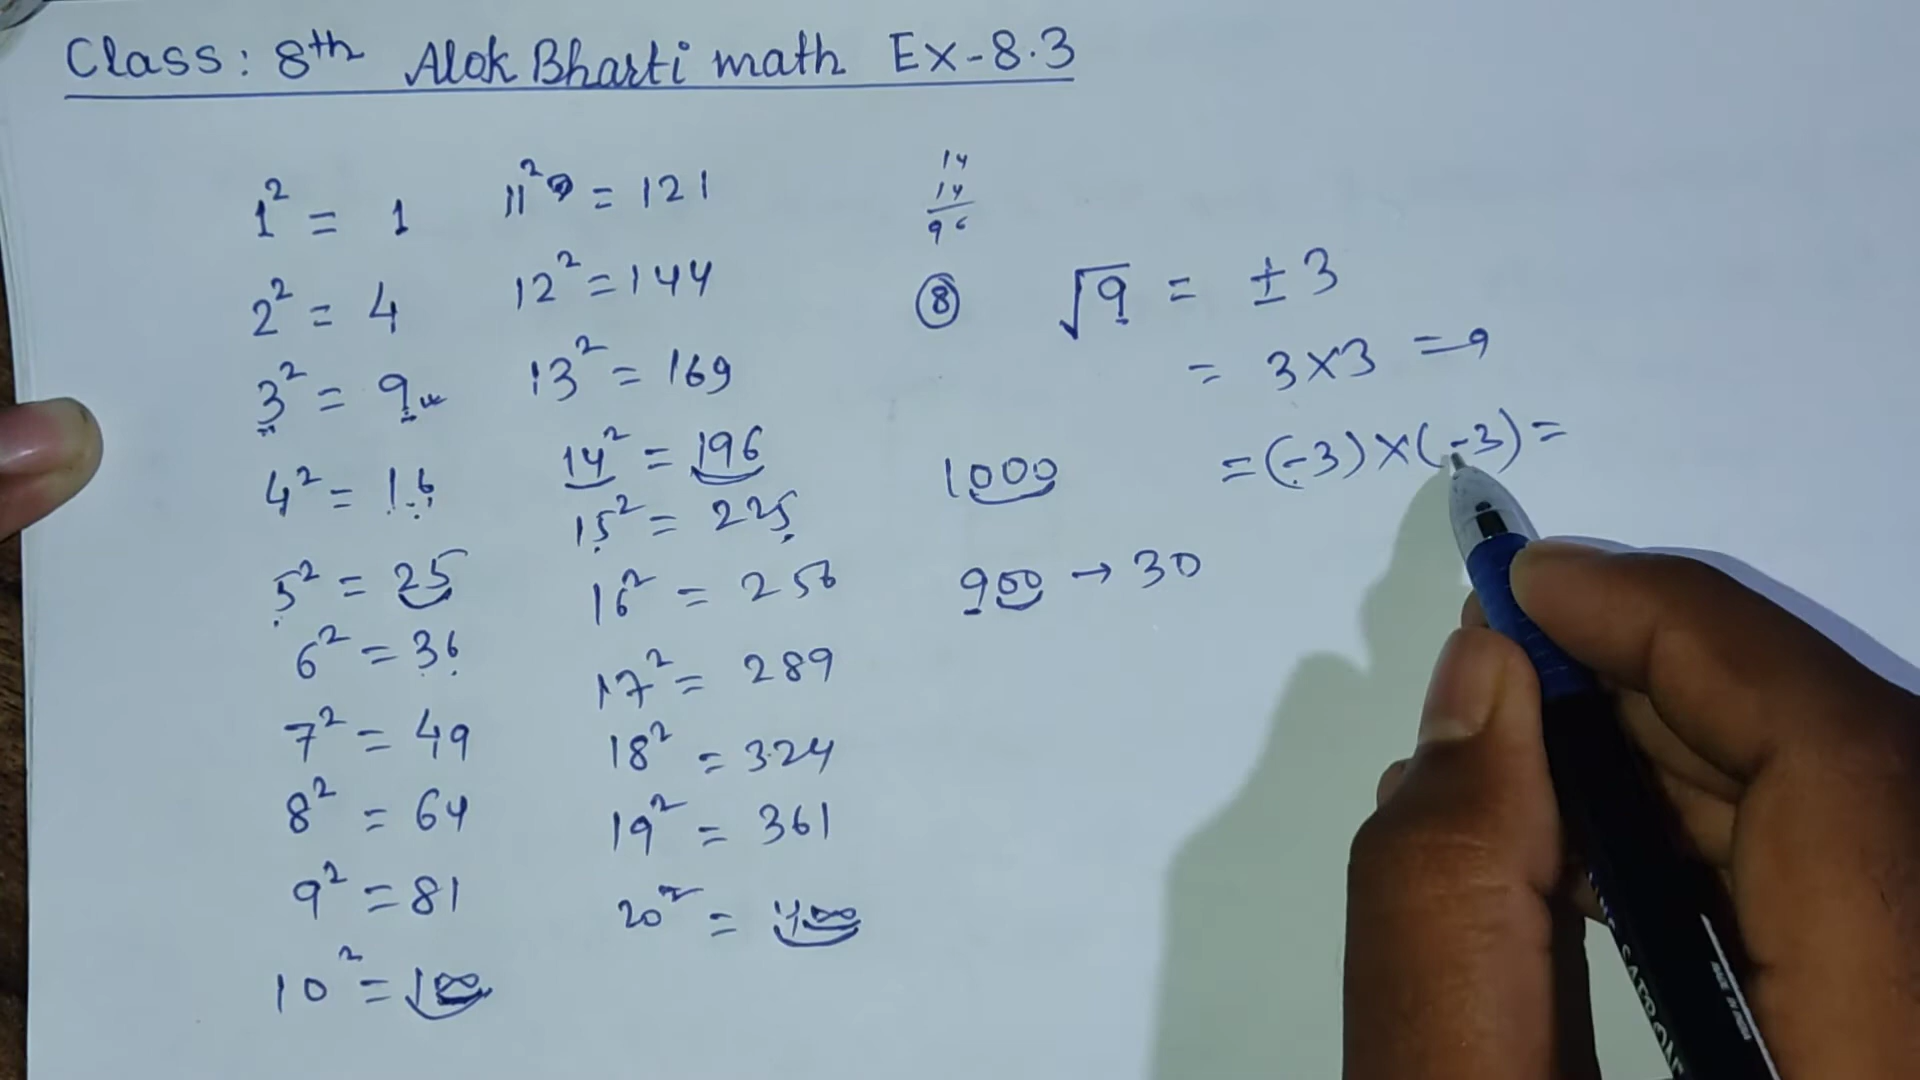 Class: 8th Alok Bharti math Ex-8.3
1² = 1
2² = 4
3² = 9
4² = 16
5² = 25
6² = 36
7² = 49
8² = 64
9² = 81
10² = 100
11² = 121
12² = 144
13² = 169
14² = 196
15² = 225
16² = 256
17² = 289
18² = 324
19² = 361
20² = 400
14
14
96
⑧ √9 = ±3
= 3×3 = 9
= (-3)×(-3) =
1000
900 → 30